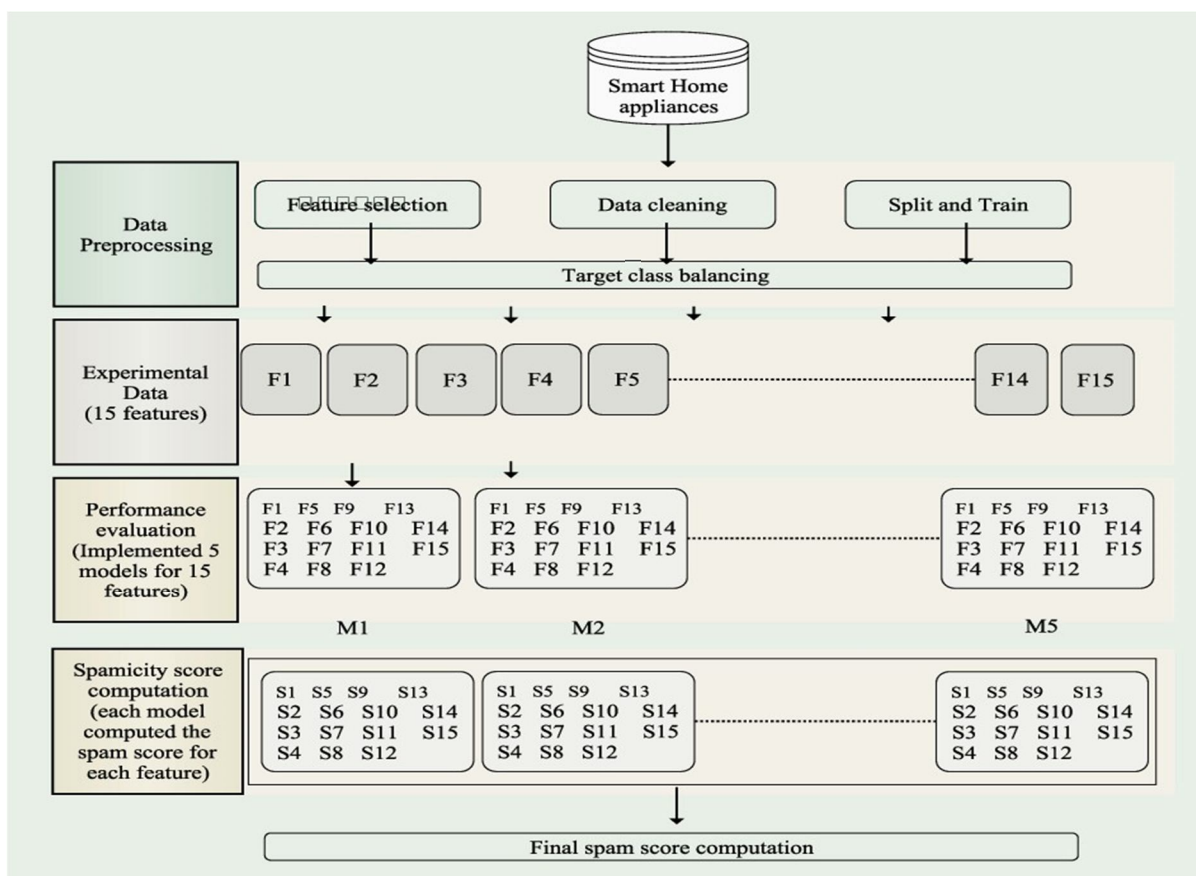 Smart Home
appliances
Data
Preprocessing
Feature selection
Data cleaning
Split and Train
Target class balancing
Experimental
Data
(15 features)
F1
F2
F3
F4
F5
F14
F15
Performance
evaluation
(Implemented 5
models for 15
features)
F1 F5 F9 F13
F2 F6 F10 F14
F3 F7 F11 F15
F4 F8 F12
F1 F5 F9 F13
F2 F6 F10 F14
F3 F7 F11 F15
F4 F8 F12
F1 F5 F9 F13
F2 F6 F10 F14
F3 F7 F11 F15
F4 F8 F12
M1
M2
M5
Spamicity score
computation
(each model
computed the
spam score for
each feature)
S1 S5 S9 S13
S2 S6 S10 S14
S3 S7 S11 S15
S4 S8 S12
S1 S5 S9 S13
S2 S6 S10 S14
S3 S7 S11 S15
S4 S8 S12
S1 S5 S9 S13
S2 S6 S10 S14
S3 S7 S11 S15
S4 S8 S12
Final spam score computation